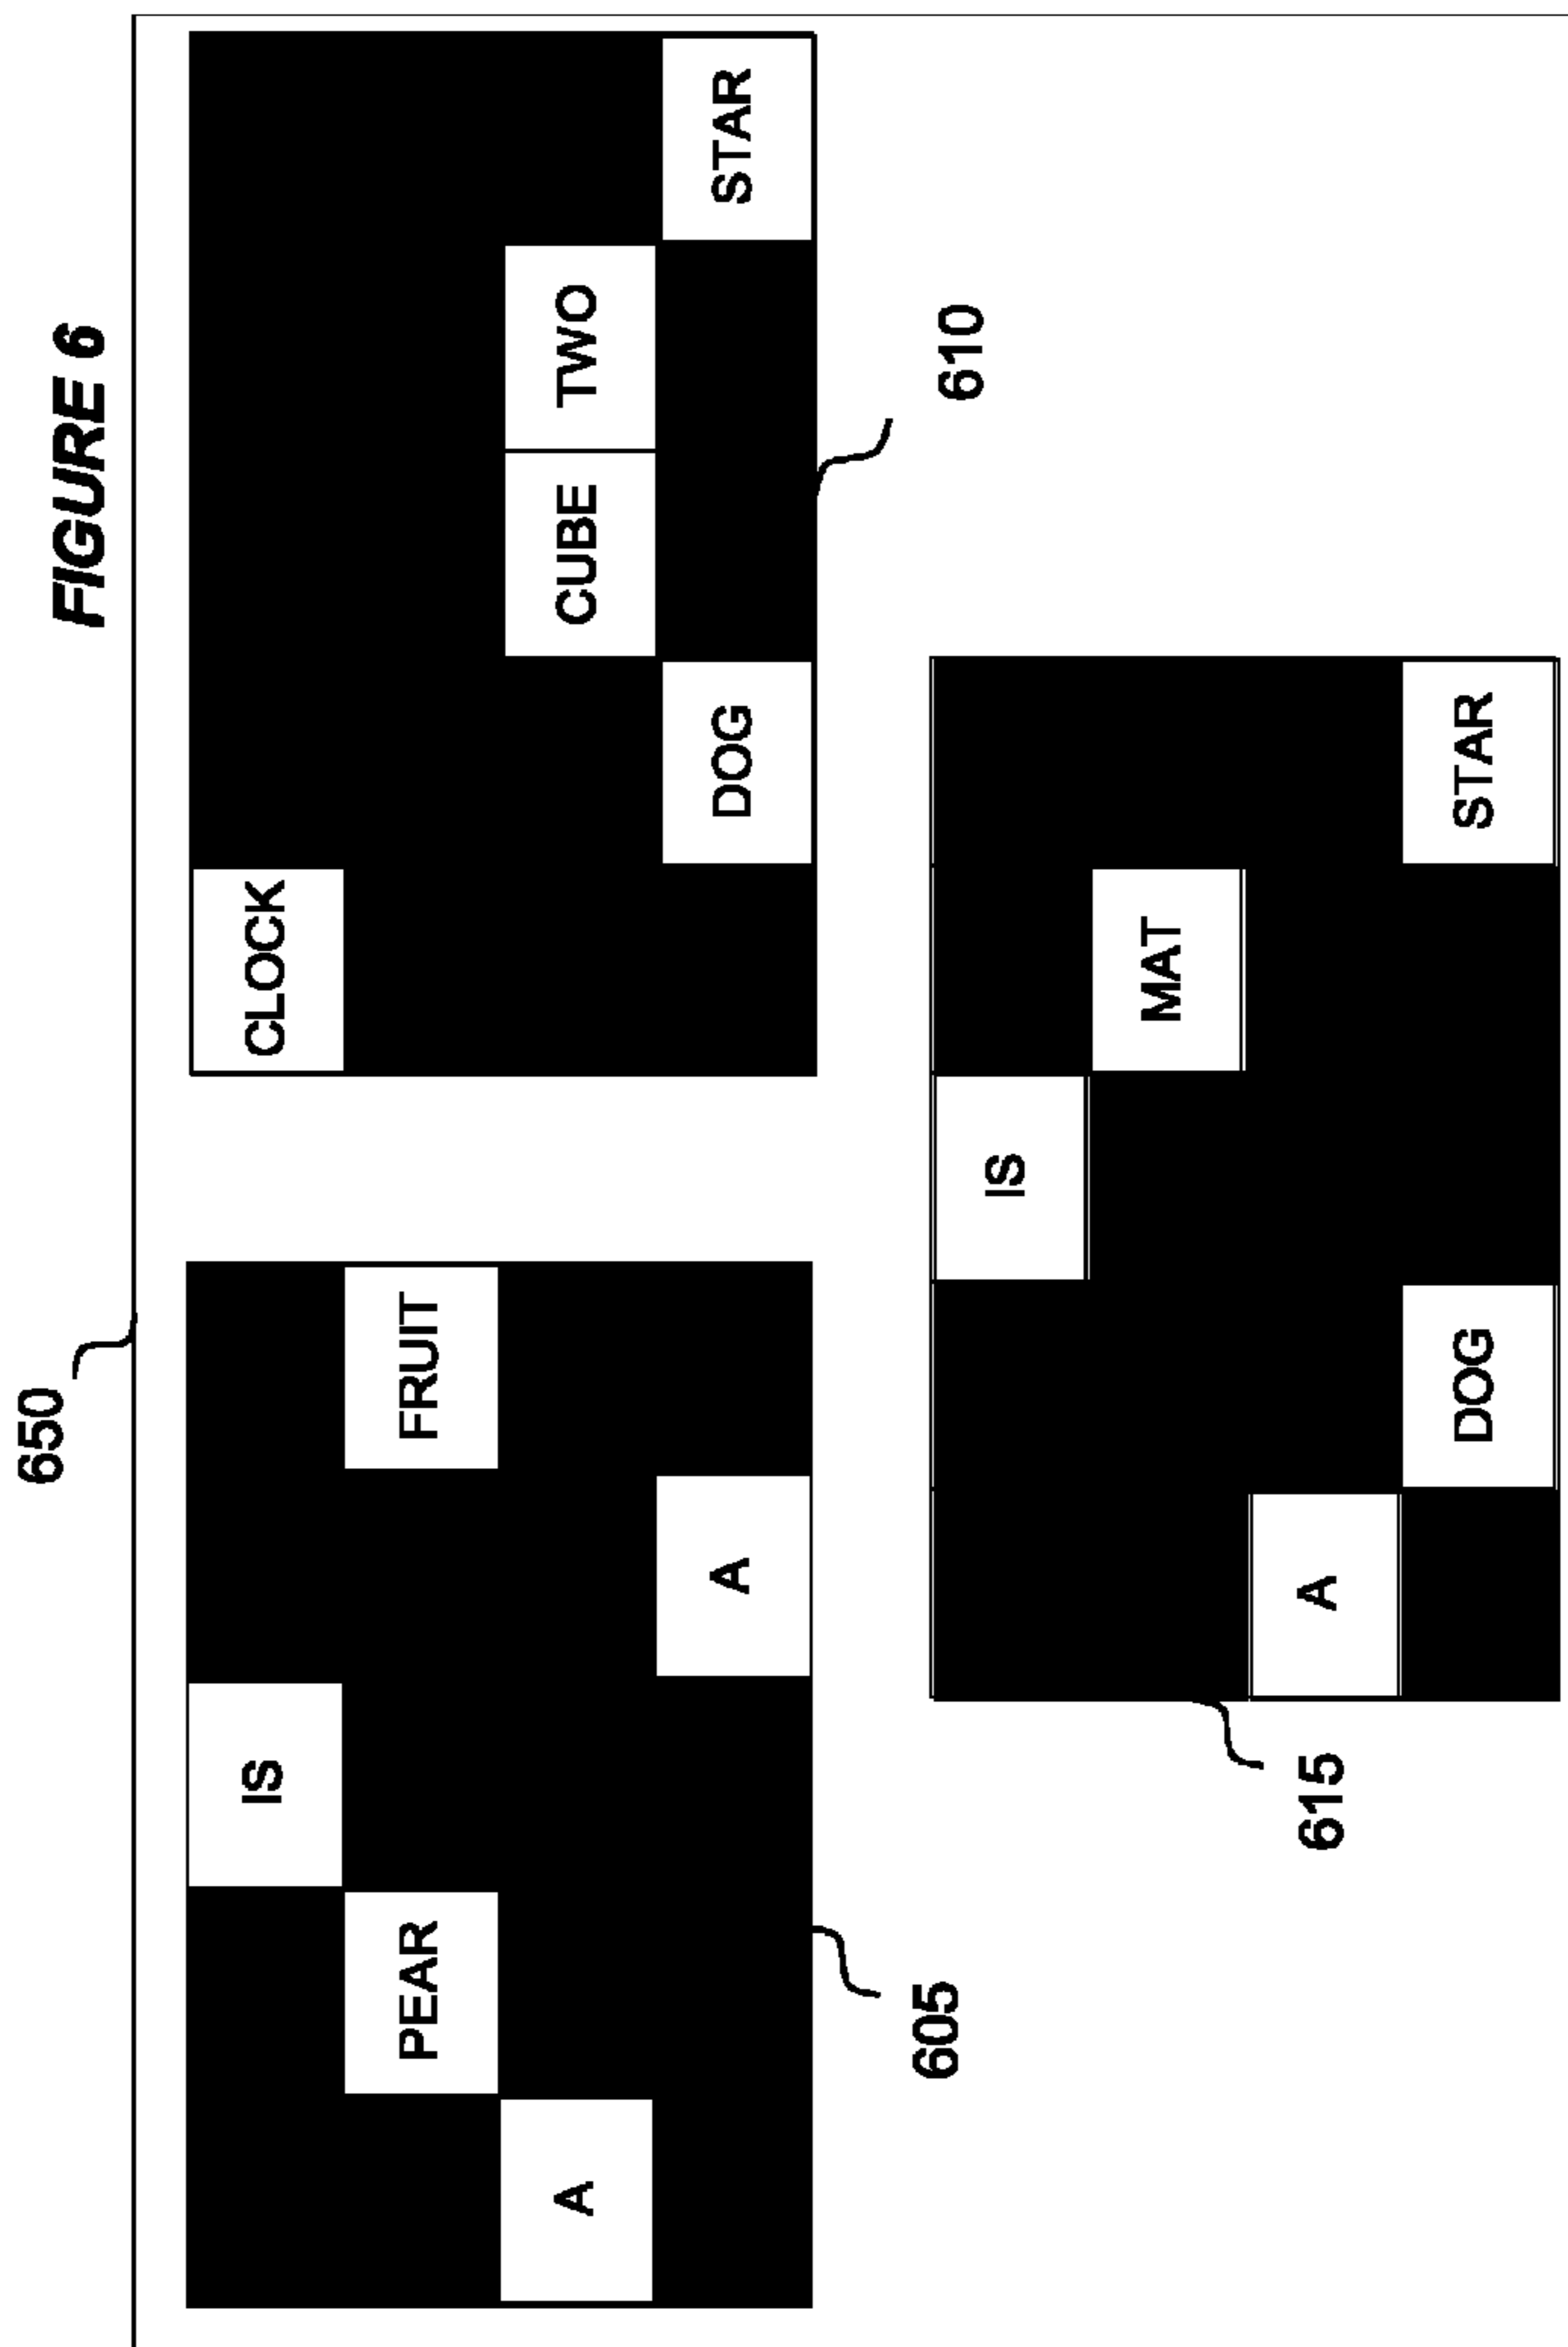 FIGURE 6
650
IS
PEAR FRUIT
A
A
605
CLOCK
CUBE TWO
DOG STAR
610
IS
MAT
A
DOG STAR
615